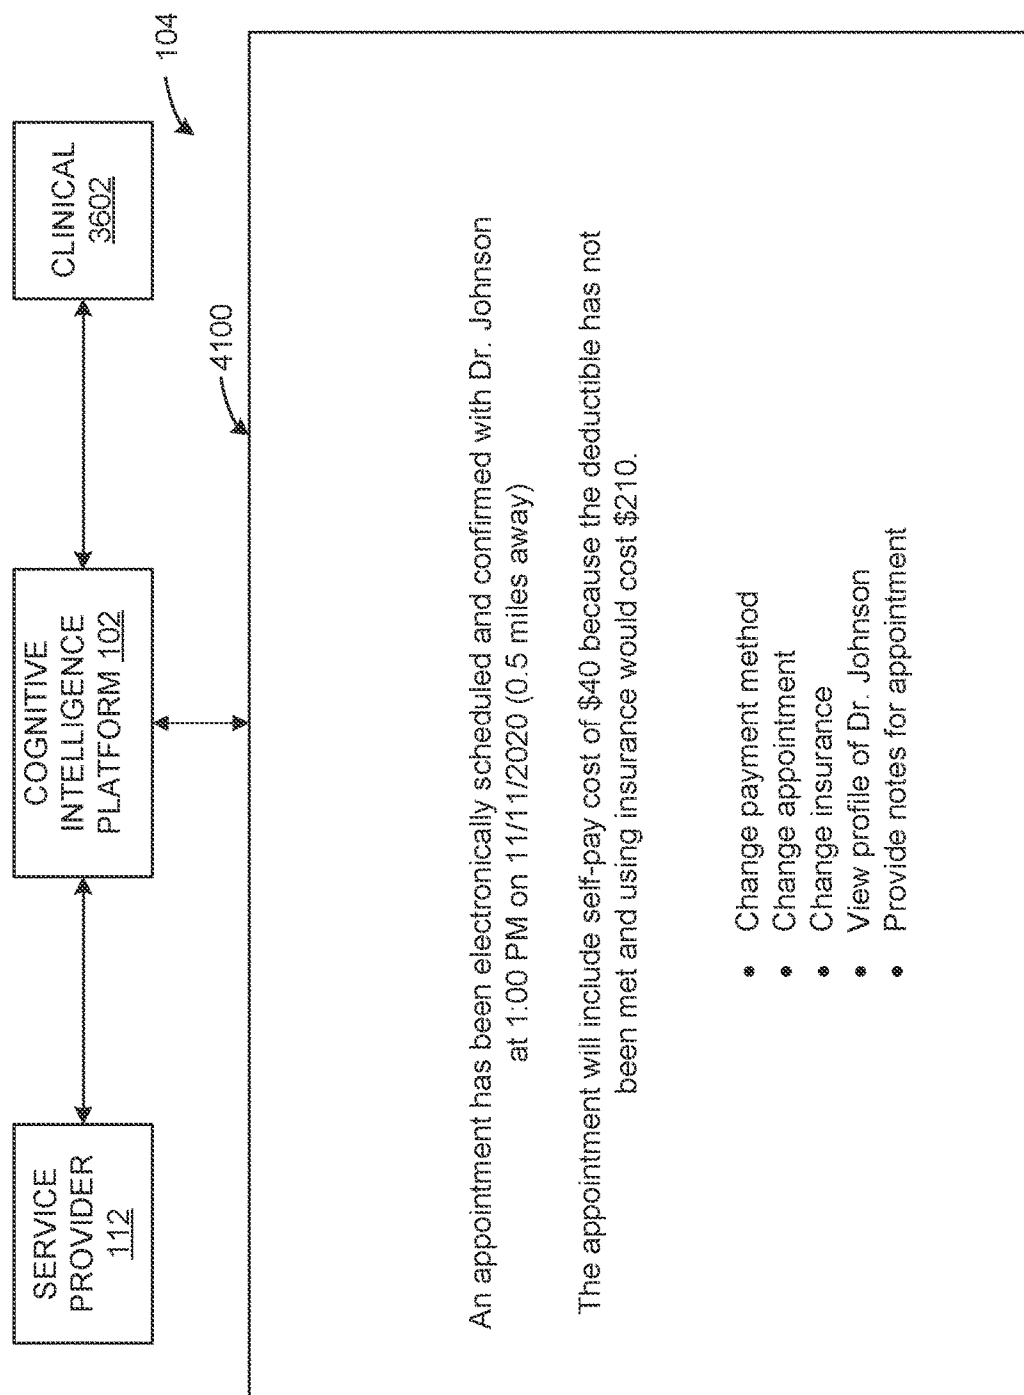 SERVICE
PROVIDER
112
COGNITIVE
INTELLIGENCE
PLATFORM 102
CLINICAL
3602
104
4100
An appointment has been electronically scheduled and confirmed with Dr. Johnson
at 1:00 PM on 11/11/2020 (0.5 miles away)
The appointment will include self-pay cost of $40 because the deductible has not
been met and using insurance would cost $210.
• Change payment method
• Change appointment
• Change insurance
• View profile of Dr. Johnson
• Provide notes for appointment